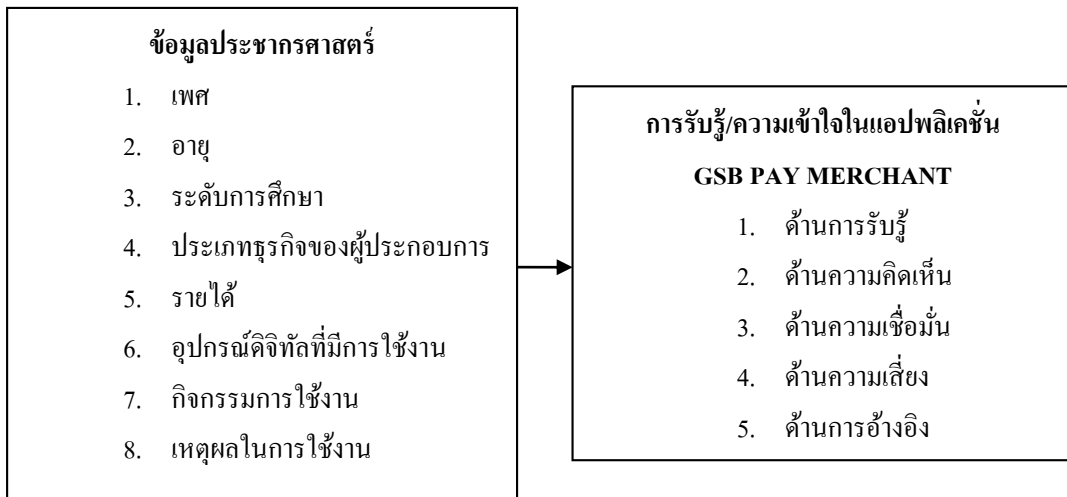 ข้อมูลประชากรศาสตร์
1. เพศ
2. อายุ
3. ระดับการศึกษา
4. ประเภทธุรกิจของผู้ประกอบการ
5. รายได้
6. อุปกรณ์ดิจิทัลที่มีการใช้งาน
7. กิจกรรมการใช้งาน
8. เหตุผลในการใช้งาน
การรับรู้/ความเข้าใจในแอปพลิเคชั่น
GSB PAY MERCHANT
1. ด้านการรับรู้
2. ด้านความคิดเห็น
3. ด้านความเชื่อมั่น
4. ด้านความเสี่ยง
5. ด้านการอ้างอิง